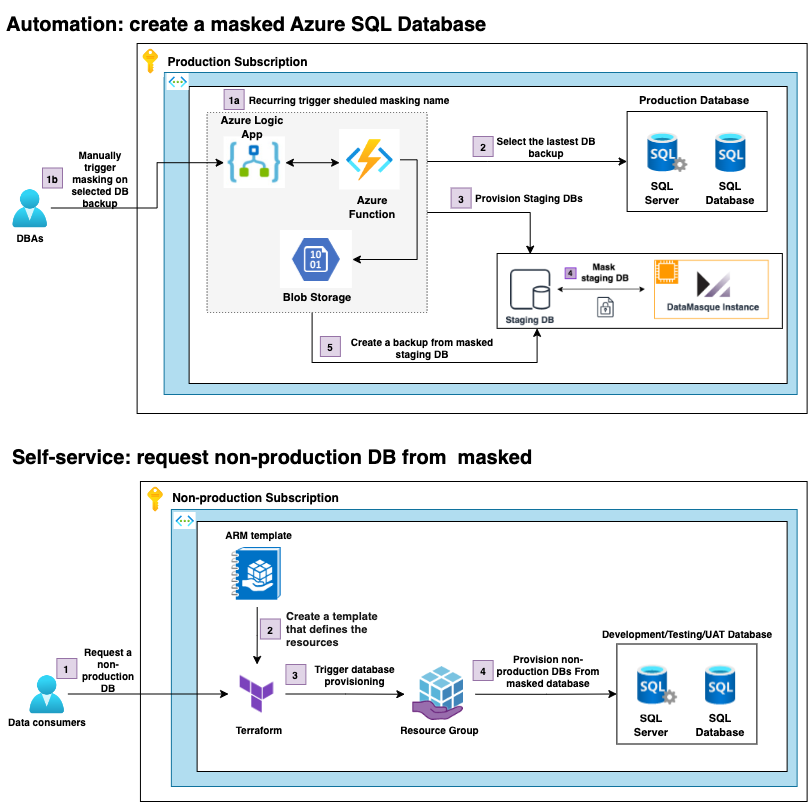 Automation: create a masked Azure SQL Database
Production Subscription
1a
Recurring trigger sheduled masking name
Azure Logic
App
Production Database
1b
Manually
trigger
masking on
selected DB
backup
DBAs
Azure
Function
2
Select the lastest DB
backup
SQL
SQL
Server
SQL
SQL
Database
3
Provision Staging DBs
10
01
Blob Storage
4
Mask
staging DB
Staging DB
DataMasque Instance
5
Create a backup from masked
staging DB
Self-service: request non-production DB from  masked
Non-production Subscription
ARM template
2
Create a template
that defines the
resources
1
Request a
non-
production
DB
Data consumers
Terraform
3
Trigger database
provisioning
Resource Group
4
Provision non-
production DBs From
masked database
Development/Testing/UAT Database
SQL
SQL
Server
SQL
SQL
Database